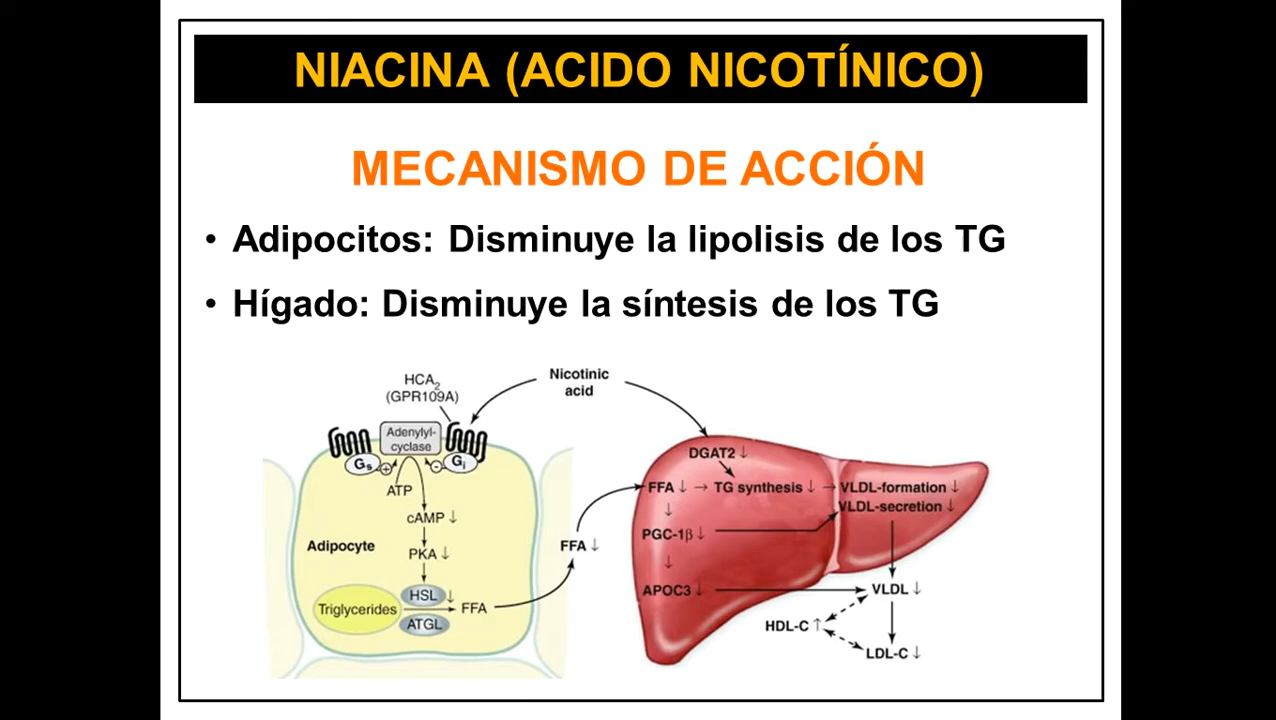 NIACINA (ACIDO NICOTÍNICO)
MECANISMO DE ACCIÓN
• Adipocitos: Disminuye la lipolisis de los TG
• Hígado: Disminuye la síntesis de los TG
HCA2
(GPR109A)
Nicotinic
acid
Adenylyl-
cyclase
Gs
+
-
Gi
ATP
cAMP ↓
Adipocyte
PKA ↓
HSL ↓
Triglycerides
FFA
ATGL
FFA ↓
DGAT2 ↓
FFA ↓ → TG synthesis ↓ → VLDL-formation ↓
VLDL-secretion ↓
↓
PGC-1β ↓
↓
APOC3 ↓
VLDL ↓
HDL-C ↑
LDL-C ↓